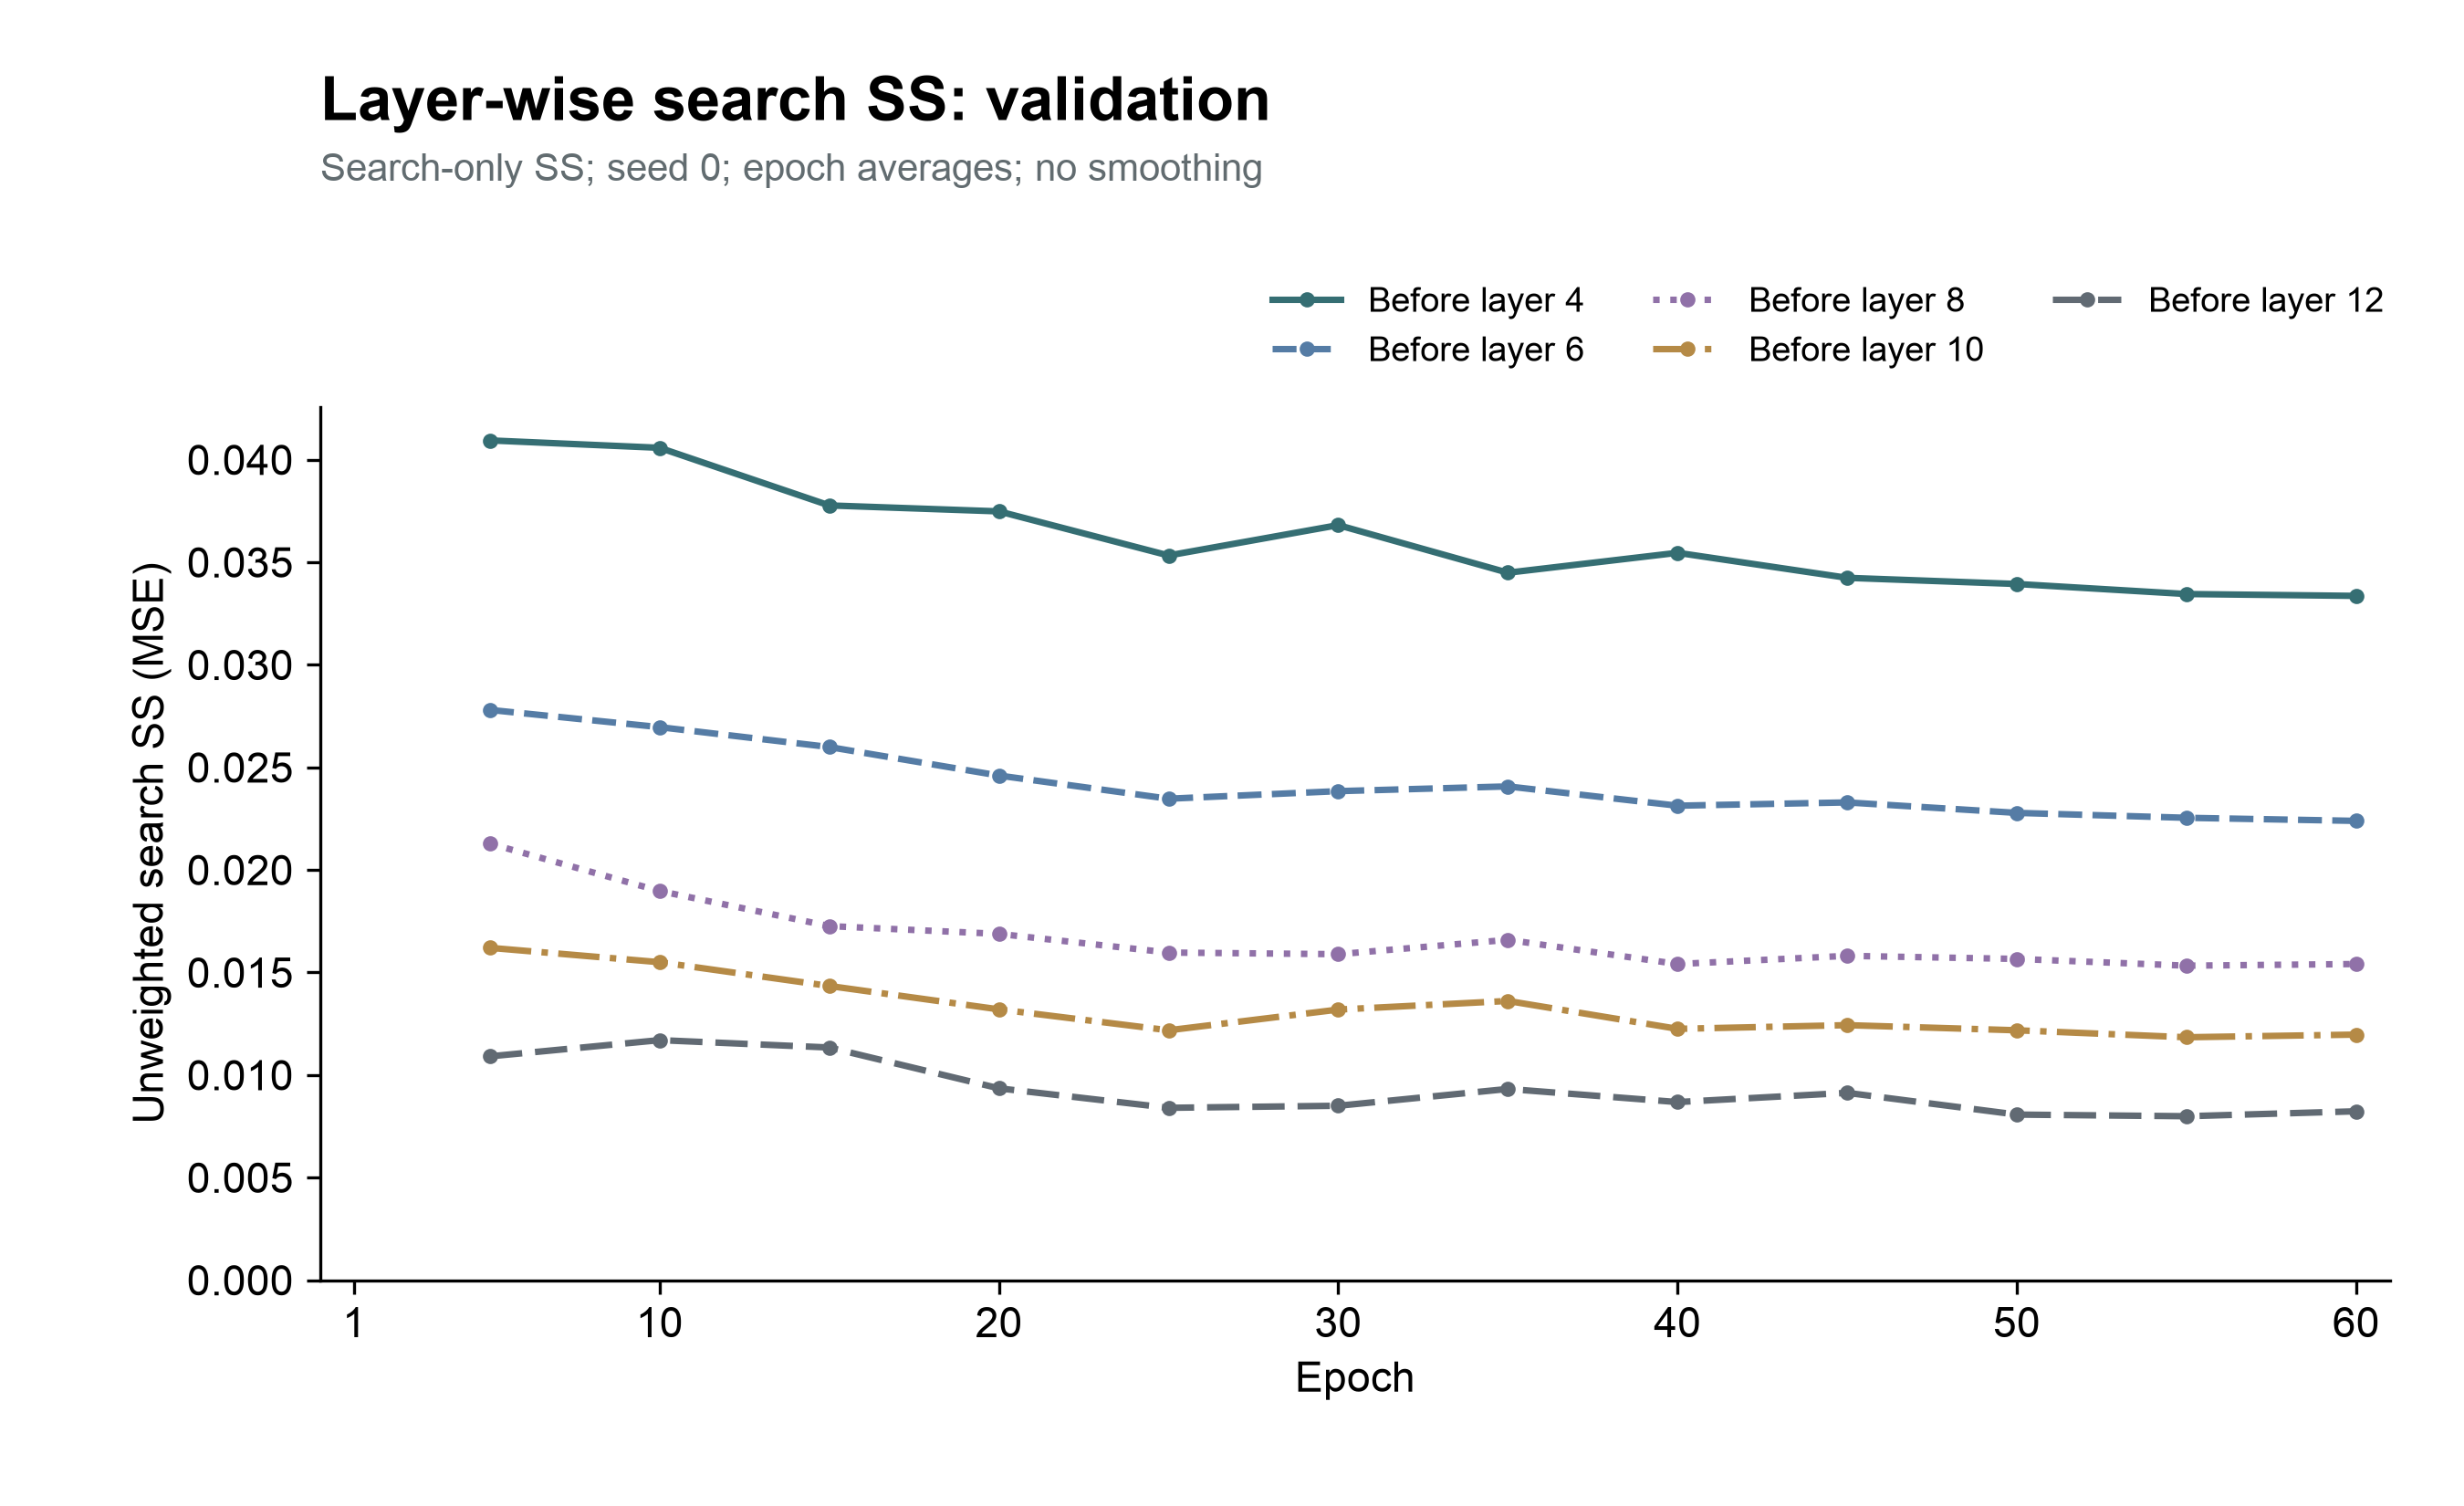 Layer-wise search SS: validation
Search-only SS; seed 0; epoch averages; no smoothing
Before layer 4
Before layer 8
Before layer 12
Before layer 6
Before layer 10
Unweighted search SS (MSE)
0.040
0.035
0.030
0.025
0.020
0.015
0.010
0.005
0.000
1 10 20 30 40 50 60
Epoch